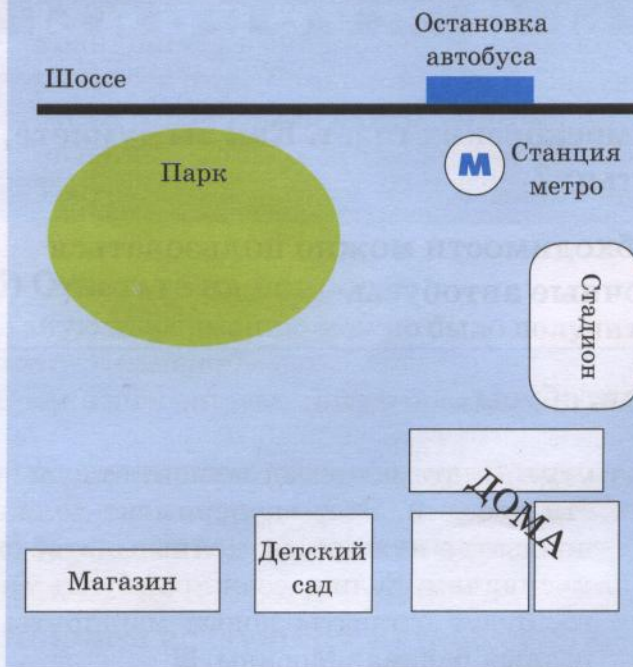 Остановка
автобуса
Шоссе
Парк
М
Станция
метро
Стадион
ДОМА
Детский
сад
Магазин